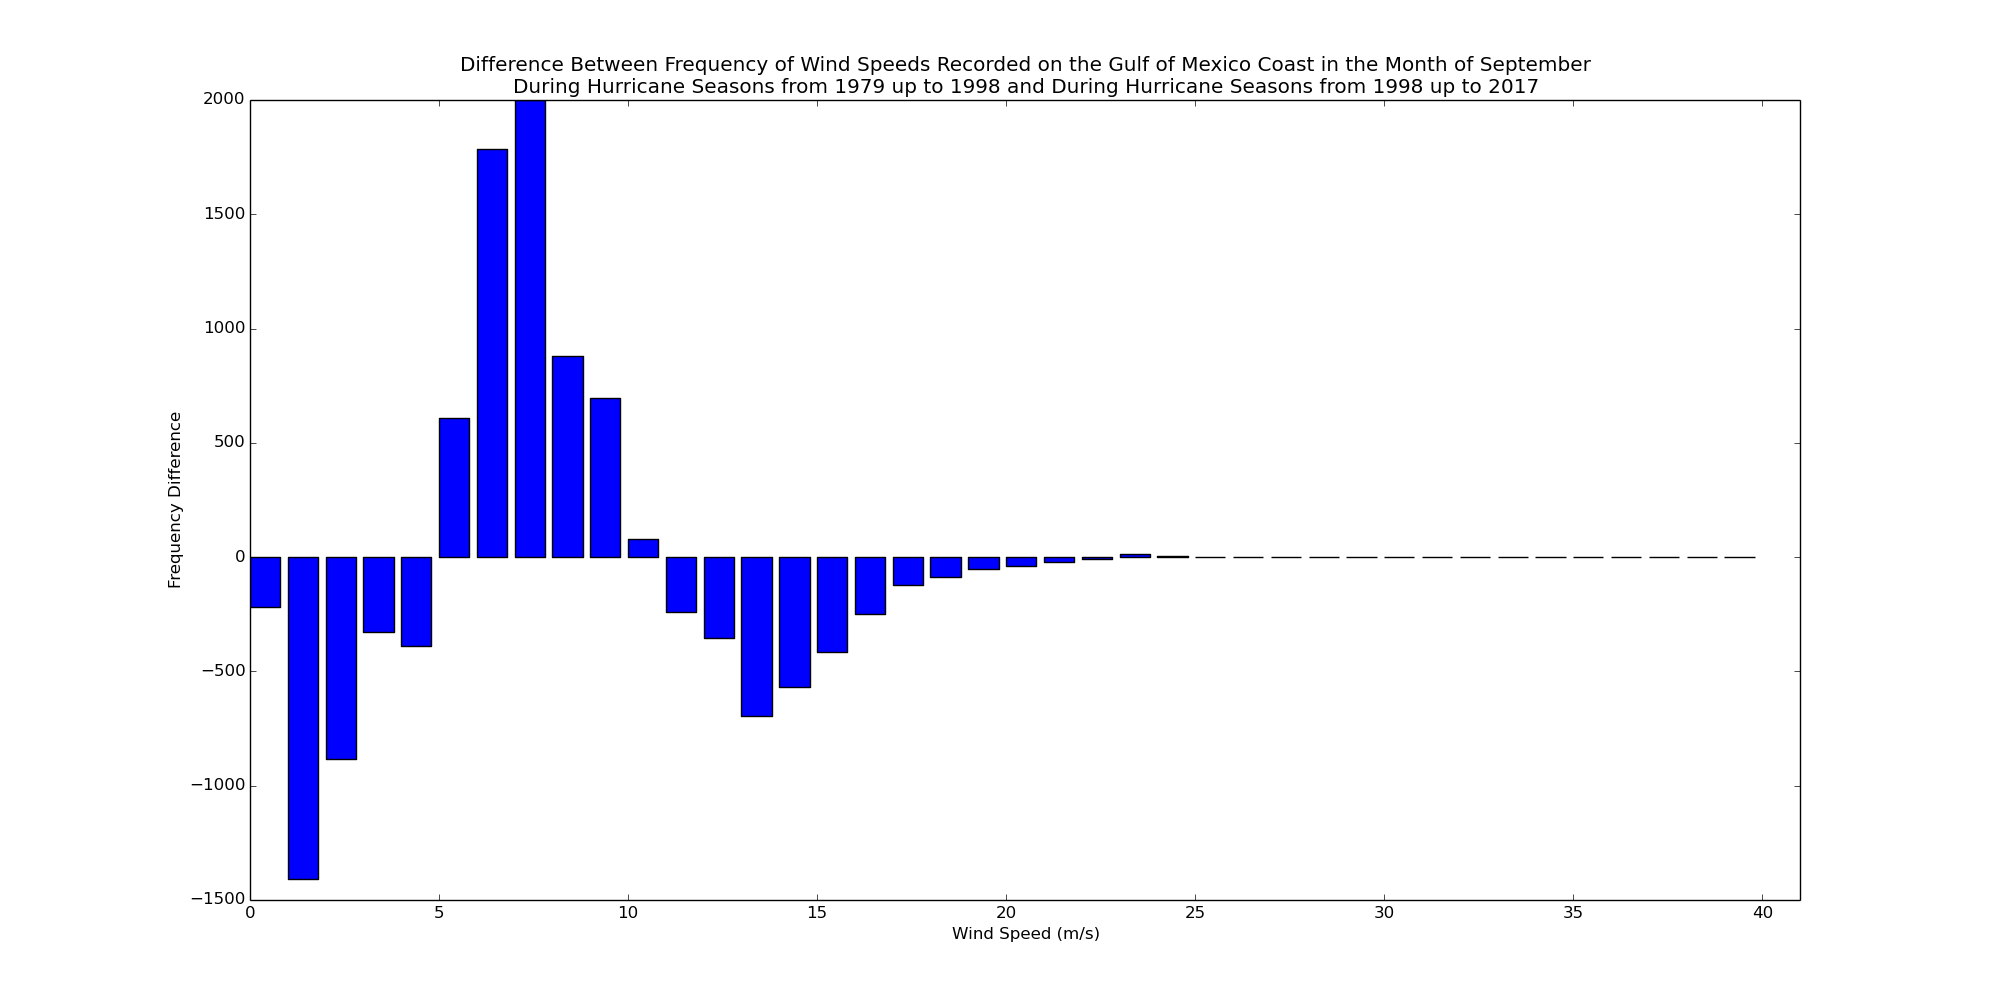 Difference Between Frequency of Wind Speeds Recorded on the Gulf of Mexico Coast in the Month of September
During Hurricane Seasons from 1979 up to 1998 and During Hurricane Seasons from 1998 up to 2017
2000
1500
1000
500
0
−500
−1000
−1500
Frequency Difference
0 5 10 15 20 25 30 35 40
Wind Speed (m/s)